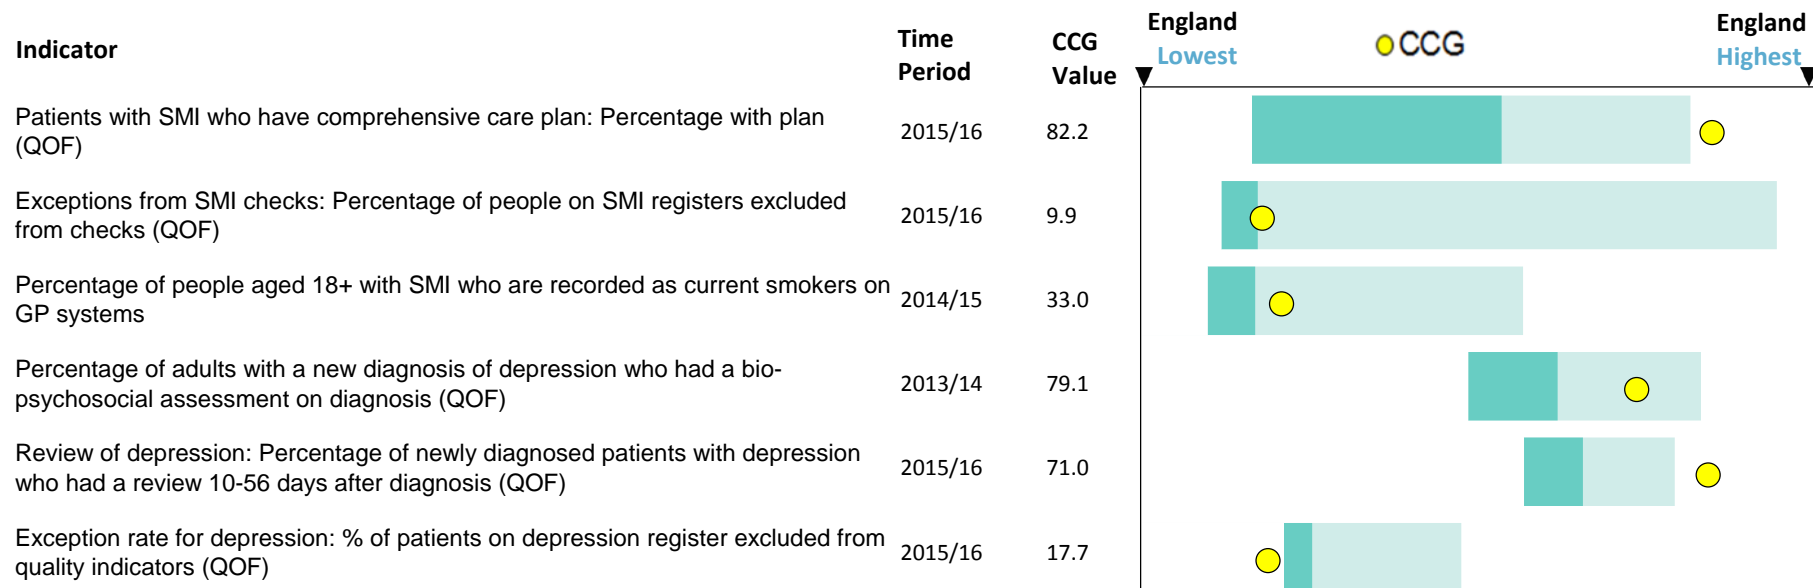 Indicator
Time
Period
CCG
Value
England
Lowest
CCG
England
Highest
Patients with SMI who have comprehensive care plan: Percentage with plan
(QOF)
2015/16
82.2
Exceptions from SMI checks: Percentage of people on SMI registers excluded
from checks (QOF)
2015/16
9.9
Percentage of people aged 18+ with SMI who are recorded as current smokers on
GP systems
2014/15
33.0
Percentage of adults with a new diagnosis of depression who had a bio-
psychosocial assessment on diagnosis (QOF)
2013/14
79.1
Review of depression: Percentage of newly diagnosed patients with depression
who had a review 10-56 days after diagnosis (QOF)
2015/16
71.0
Exception rate for depression: % of patients on depression register excluded from
quality indicators (QOF)
2015/16
17.7